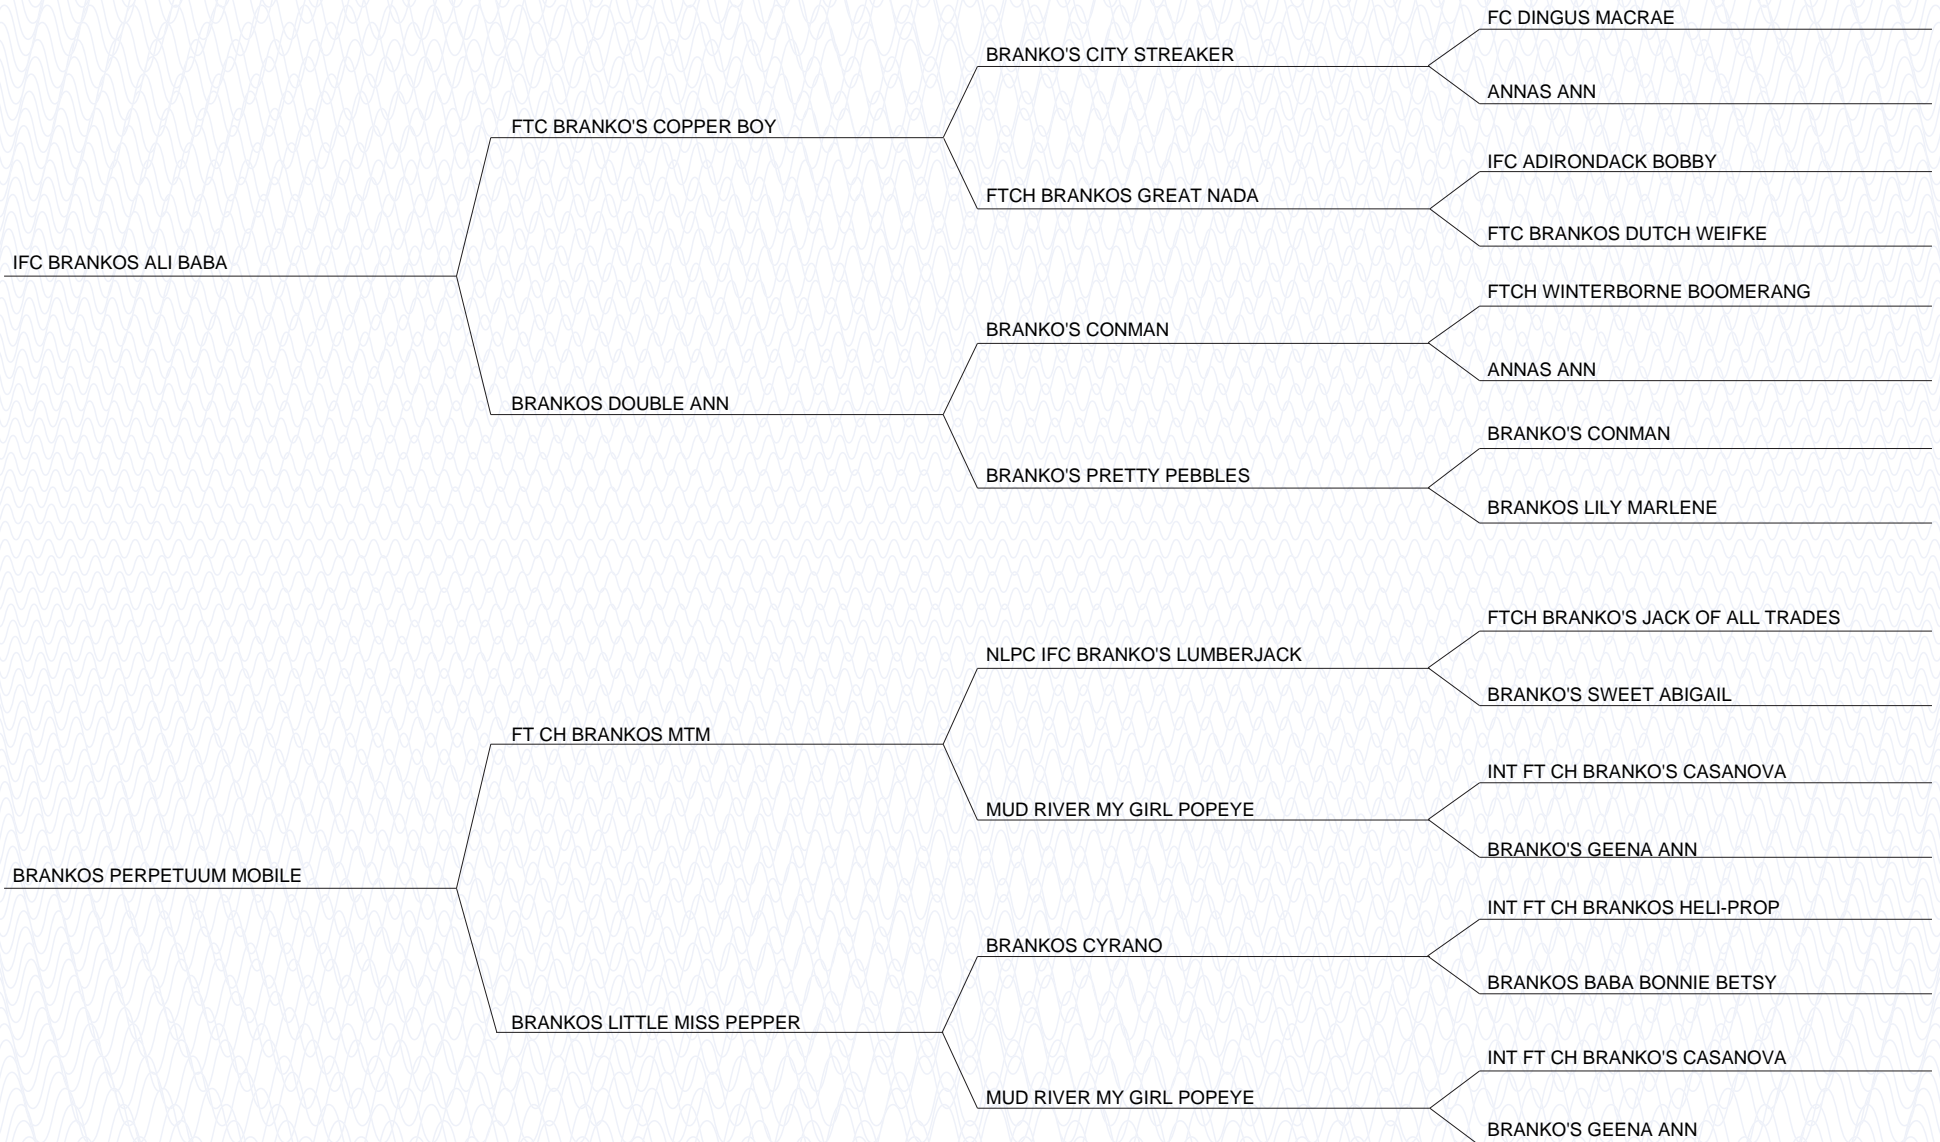 FC DINGUS MACRAE
BRANKO'S CITY STREAKER
ANNAS ANN
FTC BRANKO'S COPPER BOY
IFC ADIRONDACK BOBBY
FTCH BRANKOS GREAT NADA
FTC BRANKOS DUTCH WEIFKE
IFC BRANKOS ALI BABA
FTCH WINTERBORNE BOOMERANG
BRANKO'S CONMAN
ANNAS ANN
BRANKOS DOUBLE ANN
BRANKO'S CONMAN
BRANKO'S PRETTY PEBBLES
BRANKOS LILY MARLENE
FTCH BRANKO'S JACK OF ALL TRADES
NLPC IFC BRANKO'S LUMBERJACK
BRANKO'S SWEET ABIGAIL
FT CH BRANKOS MTM
INT FT CH BRANKO'S CASANOVA
MUD RIVER MY GIRL POPEYE
BRANKO'S GEENA ANN
BRANKOS PERPETUUM MOBILE
INT FT CH BRANKOS HELI-PROP
BRANKOS CYRANO
BRANKOS BABA BONNIE BETSY
BRANKOS LITTLE MISS PEPPER
INT FT CH BRANKO'S CASANOVA
MUD RIVER MY GIRL POPEYE
BRANKO'S GEENA ANN